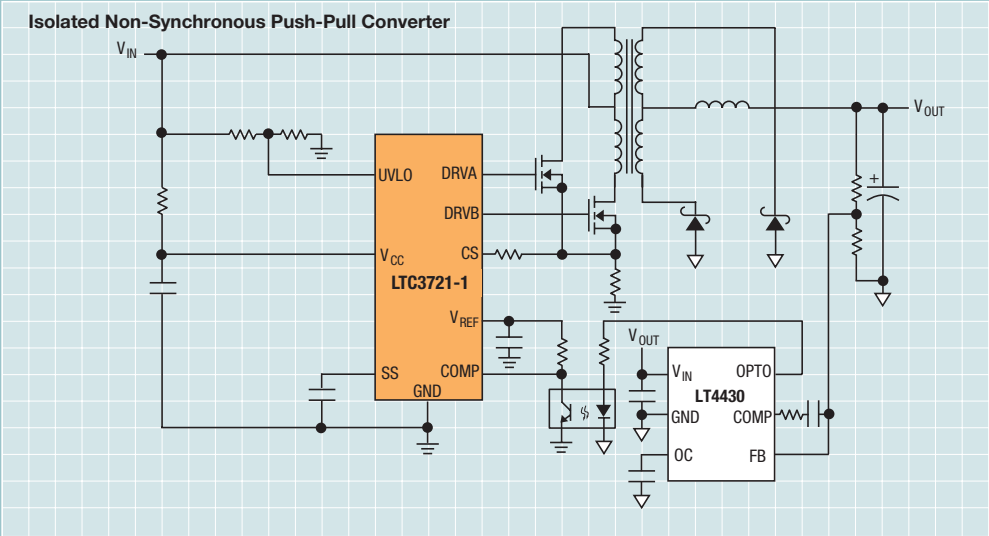 Isolated Non-Synchronous Push-Pull Converter
VIN
VOUT
UVLO
DRVA
DRVB
VCC
CS
LTC3721-1
VREF
SS
COMP
GND
+
VOUT
VIN
OPTO
LT4430
GND
COMP
OC
FB